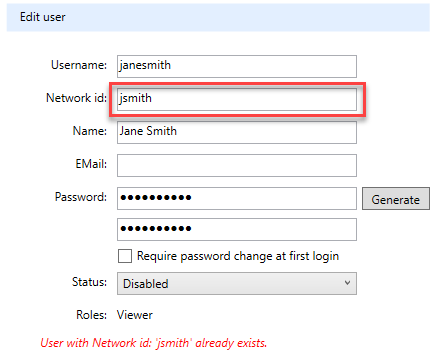 Edit user
Username: janesmith
Network id: jsmith
Name: Jane Smith
EMail:
Password: ●●●●●●●●●● Generate
●●●●●●●●●●
Require password change at first login
Status: Disabled
Roles: Viewer
User with Network id: 'jsmith' already exists.